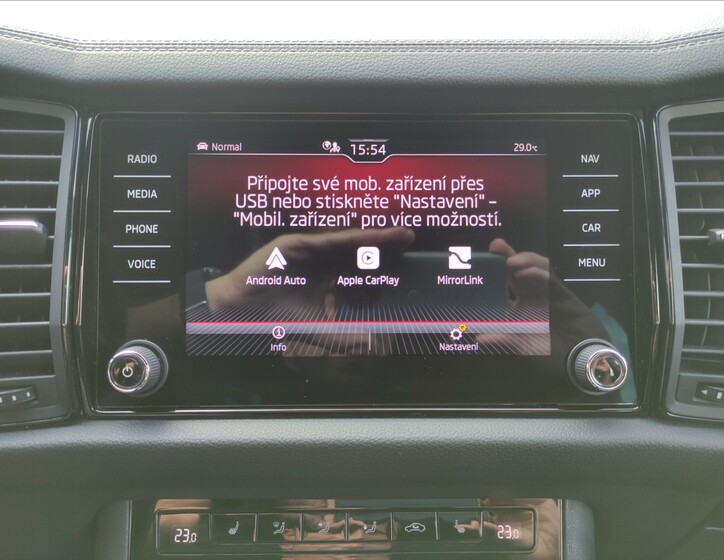 Normal
15:54
29.0°C
RADIO
MEDIA
PHONE
VOICE
Připojte své mob. zařízení přes
USB nebo stiskněte "Nastavení" –
"Mobil. zařízení" pro více možností.
Android Auto
Apple CarPlay
MirrorLink
Info
Nastavení
NAV
APP
CAR
MENU
23.0
23.0